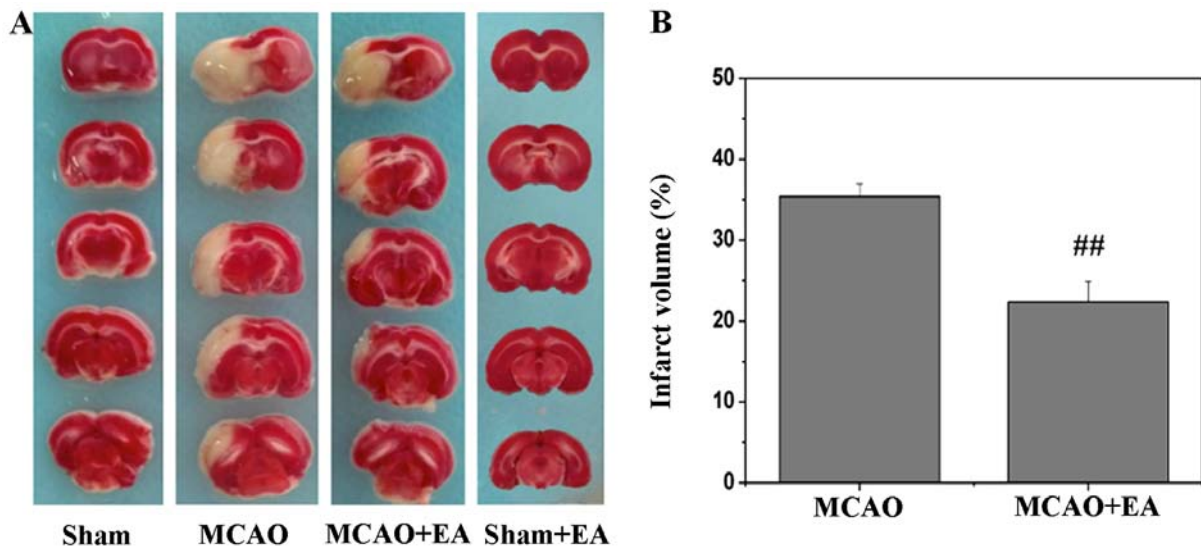 A
Sham MCAO MCAO+EA Sham+EA
B
Infarct volume (%)
50
40
30
20
10
0
##
MCAO MCAO+EA